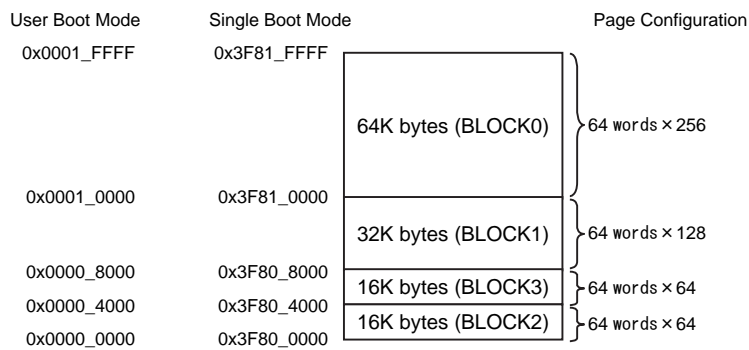 User Boot Mode Single Boot Mode Page Configuration
0x0001_FFFF 0x3F81_FFFF
64K bytes (BLOCK0) 64 words×256
0x0001_0000 0x3F81_0000
32K bytes (BLOCK1) 64 words×128
0x0000_8000 0x3F80_8000
16K bytes (BLOCK3) 64 words×64
0x0000_4000 0x3F80_4000
16K bytes (BLOCK2) 64 words×64
0x0000_0000 0x3F80_0000